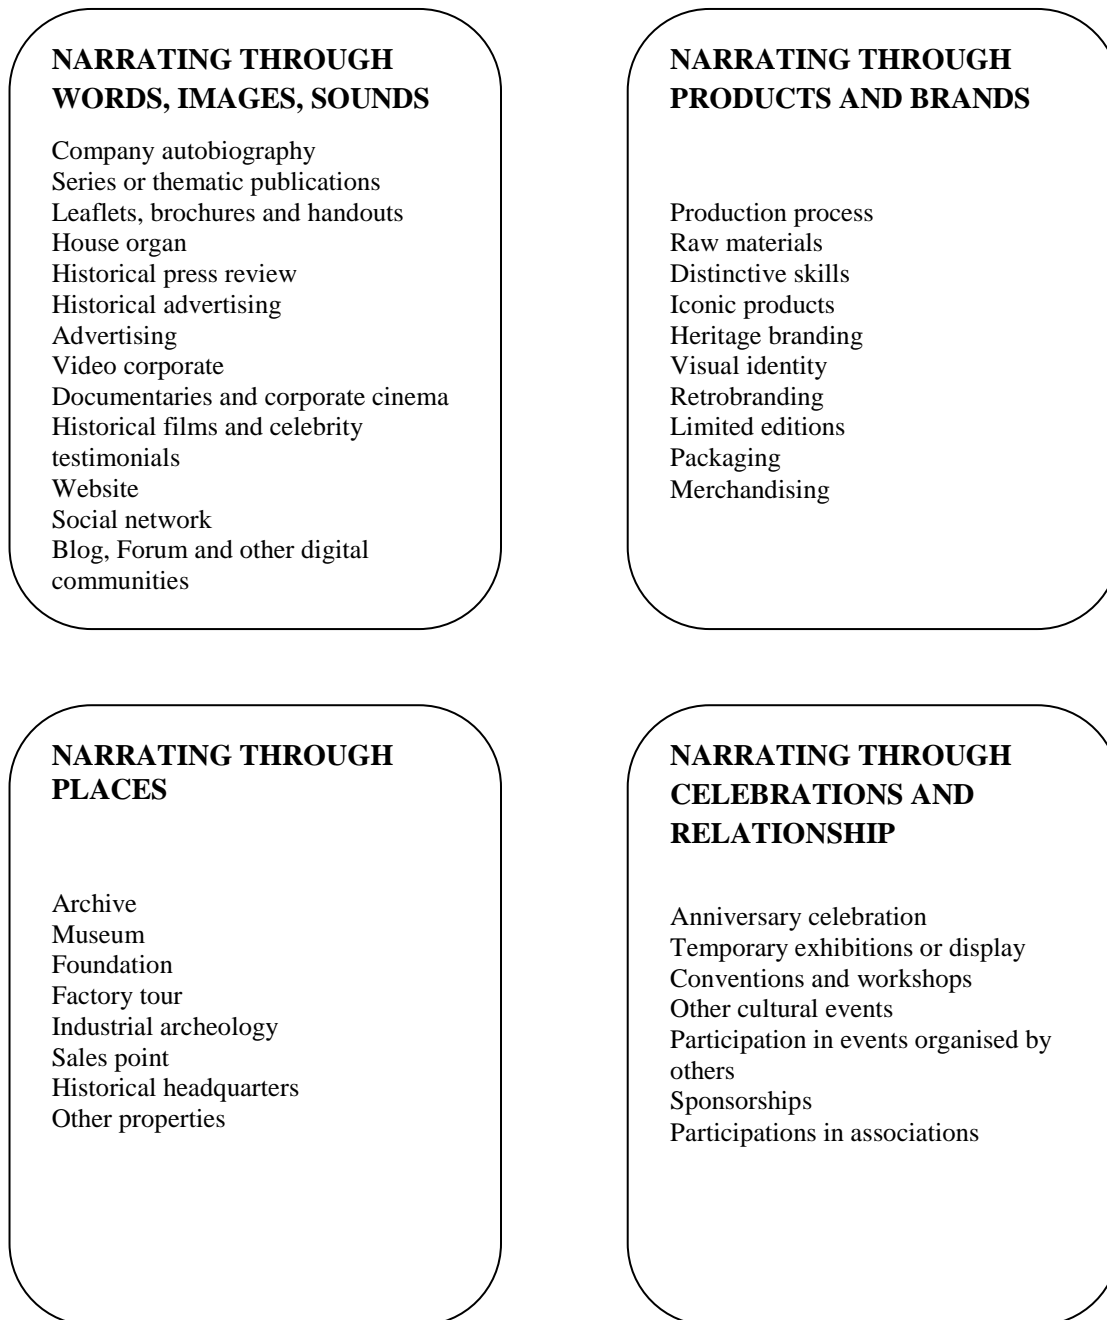 NARRATING THROUGH
WORDS, IMAGES, SOUNDS
Company autobiography
Series or thematic publications
Leaflets, brochures and handouts
House organ
Historical press review
Historical advertising
Advertising
Video corporate
Documentaries and corporate cinema
Historical films and celebrity
testimonials
Website
Social network
Blog, Forum and other digital
communities
NARRATING THROUGH
PRODUCTS AND BRANDS
Production process
Raw materials
Distinctive skills
Iconic products
Heritage branding
Visual identity
Retrobranding
Limited editions
Packaging
Merchandising
NARRATING THROUGH
PLACES
Archive
Museum
Foundation
Factory tour
Industrial archeology
Sales point
Historical headquarters
Other properties
NARRATING THROUGH
CELEBRATIONS AND
RELATIONSHIP
Anniversary celebration
Temporary exhibitions or display
Conventions and workshops
Other cultural events
Participation in events organised by
others
Sponsorships
Participations in associations